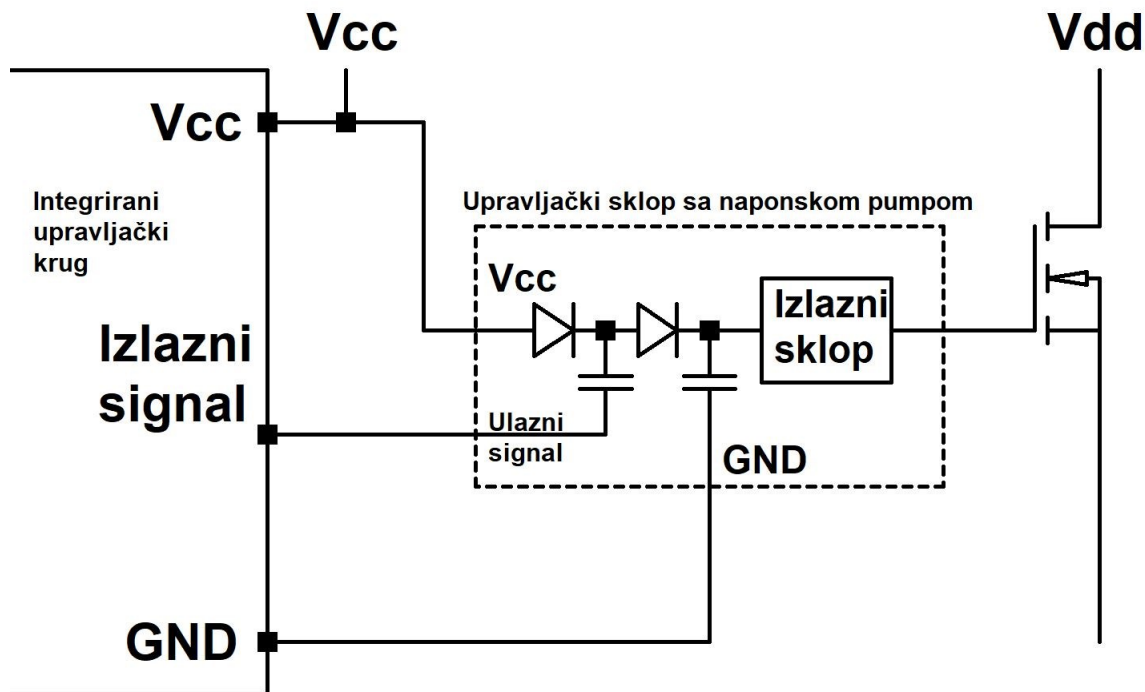 Vcc
Vdd
Vcc
Integrirani
upravljački
krug
Upravljački sklop sa naponskom pumpom
Vcc
Izlazni
sklop
Izlazni
signal
Ulazni
signal
GND
GND